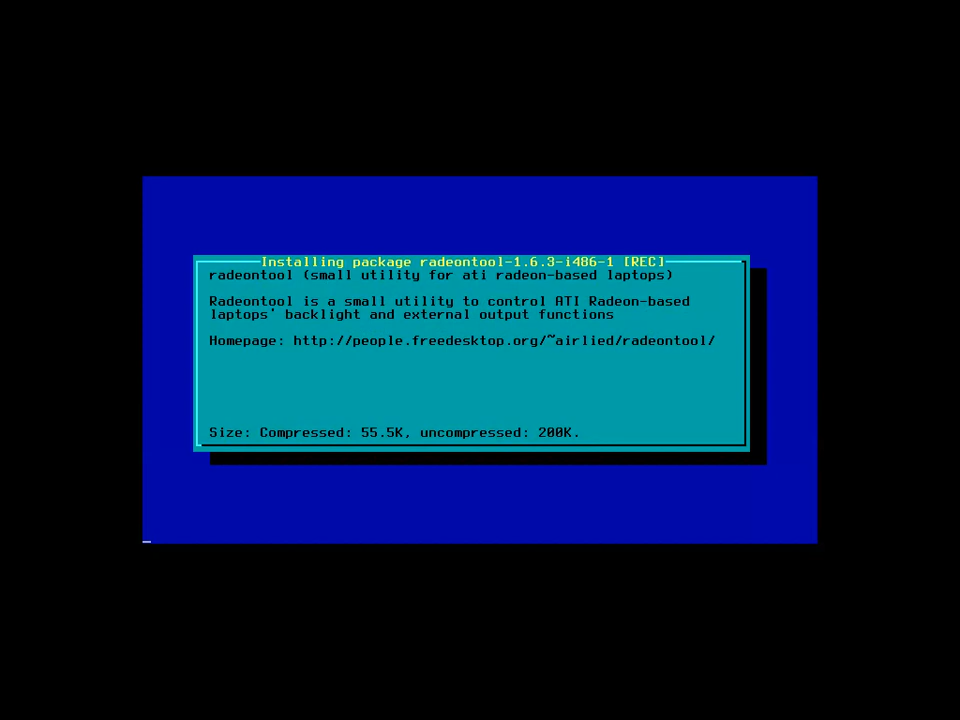 Installing package radeontool-1.6.3-i486-1 [REC]
radeontool (small utility for ati radeon-based laptops)
Radeontool is a small utility to control ATI Radeon-based
laptops' backlight and external output functions
Homepage: http://people.freedesktop.org/~airlied/radeontool/
Size: Compressed: 55.5K, uncompressed: 200K.